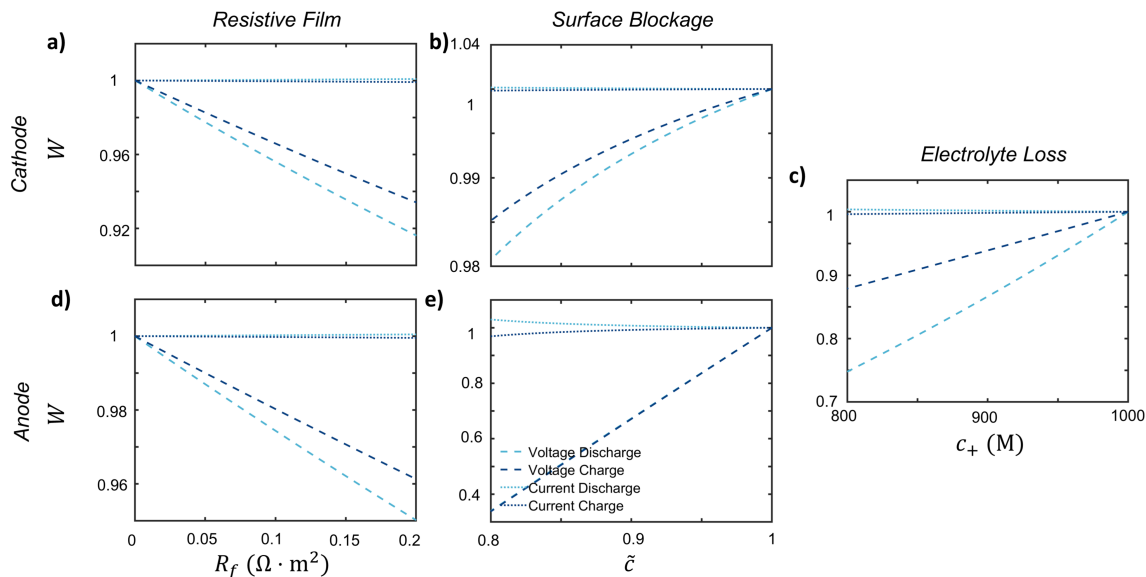 Resistive Film
Surface Blockage
a)
b)
1.04
1
0.96
0.92
Cathode
W
1
0.99
0.98
Electrolyte Loss
c)
1
0.9
0.8
0.7
800
900
1000
c₊ (M)
d)
e)
1
0.98
0.96
Anode
W
0
0.05
0.1
0.15
0.2
R_f (Ω · m²)
1
0.8
0.6
0.4
Voltage Discharge
Voltage Charge
Current Discharge
Current Charge
0.8
0.9
1
c̃